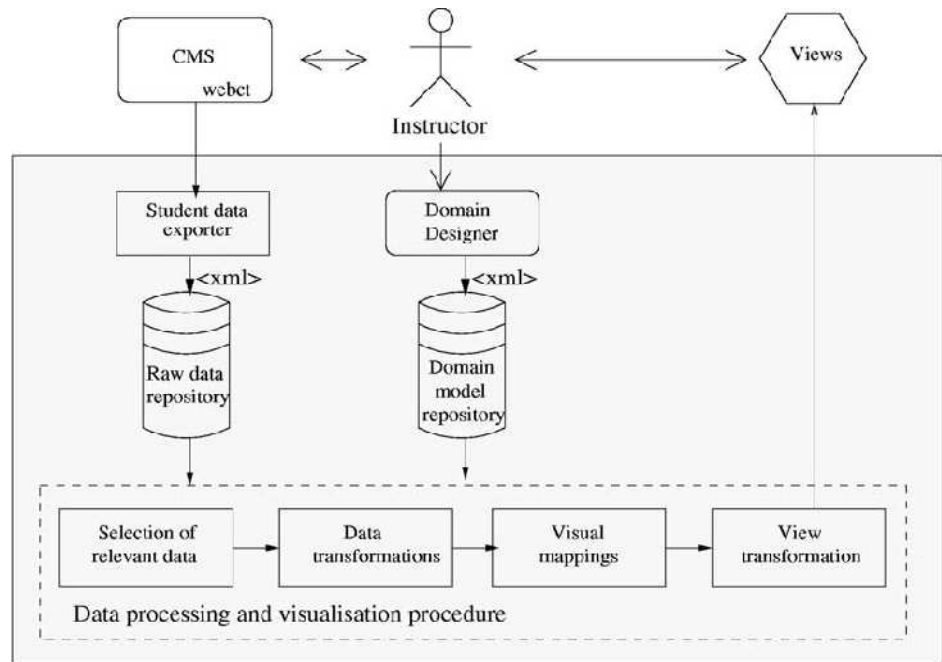 CMS
webct
Instructor
Views
Student data
exporter
Domain
Designer
<xml>
<xml>
Raw data
repository
Domain
model
repository
Selection of
relevant data
Data
transformations
Visual
mappings
View
transformation
Data processing and visualisation procedure